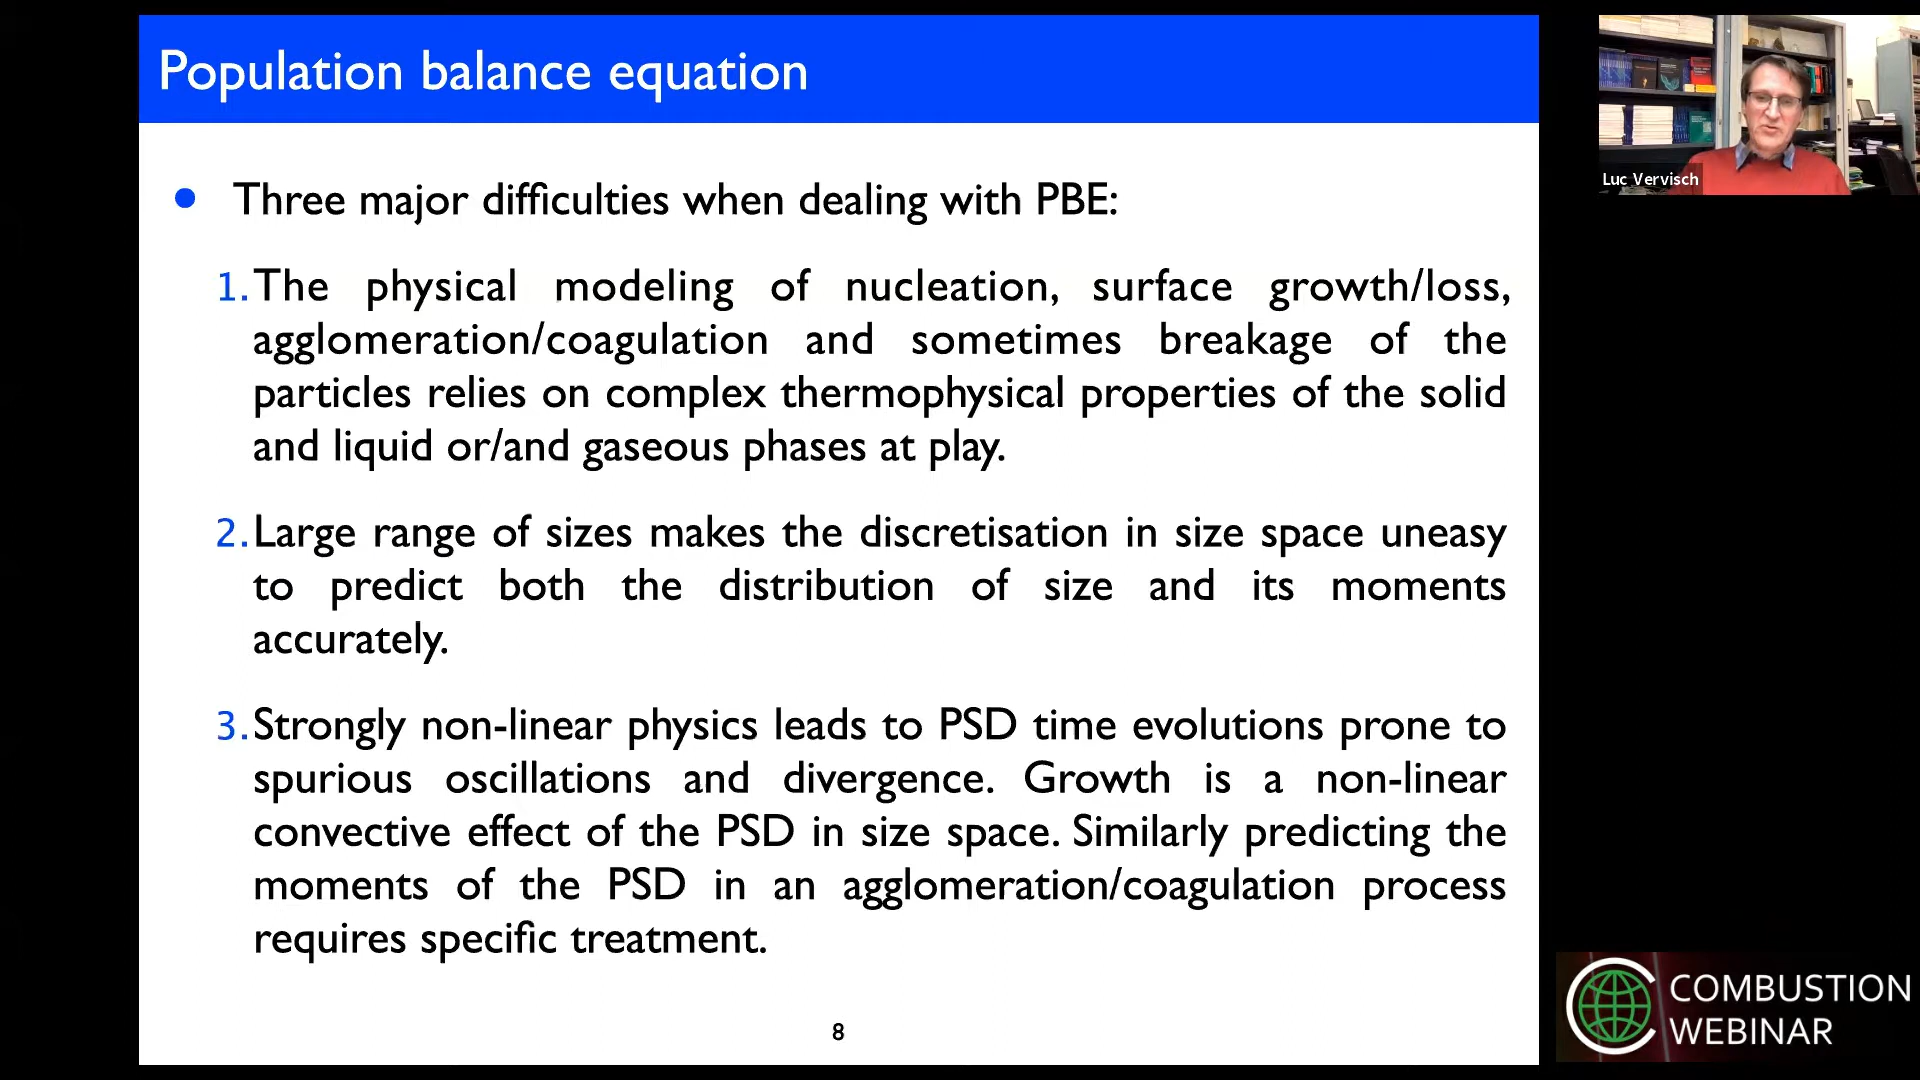 Population balance equation
• Three major difficulties when dealing with PBE:
1. The physical modeling of nucleation, surface growth/loss,
agglomeration/coagulation and sometimes breakage of the
particles relies on complex thermophysical properties of the solid
and liquid or/and gaseous phases at play.
2. Large range of sizes makes the discretisation in size space uneasy
to predict both the distribution of size and its moments
accurately.
3. Strongly non-linear physics leads to PSD time evolutions prone to
spurious oscillations and divergence. Growth is a non-linear
convective effect of the PSD in size space. Similarly predicting the
moments of the PSD in an agglomeration/coagulation process
requires specific treatment.
8
Luc Vervisch
COMBUSTION
WEBINAR